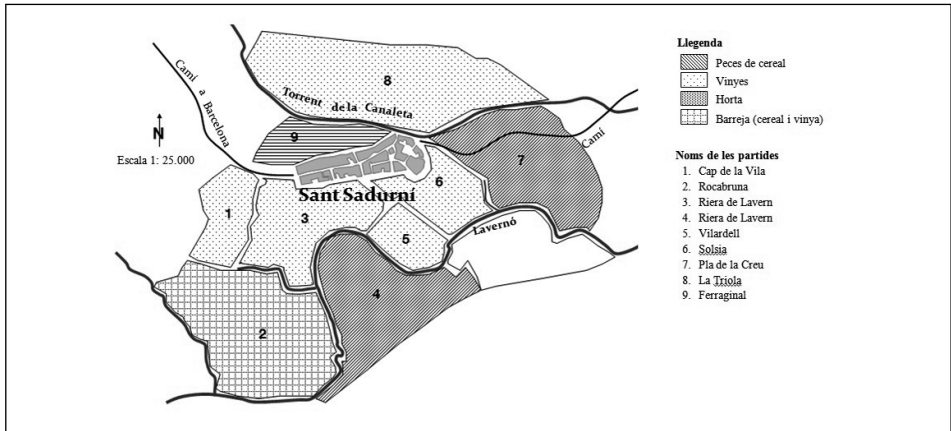 8
Torrent de la Canaleta
Camí a Barcelona
N
Escala 1: 25.000
9
Camí
7
6
Sant Sadurní
1
3
5
Lavernó
4
2
Llegenda
Peces de cereal
Vinyes
Horta
Barreja (cereal i vinya)
Noms de les partides
1. Cap de la Vila
2. Rocabruna
3. Riera de Lavern
4. Riera de Lavern
5. Vilardell
6. Solsia
7. Pla de la Creu
8. La Triola
9. Ferraginal